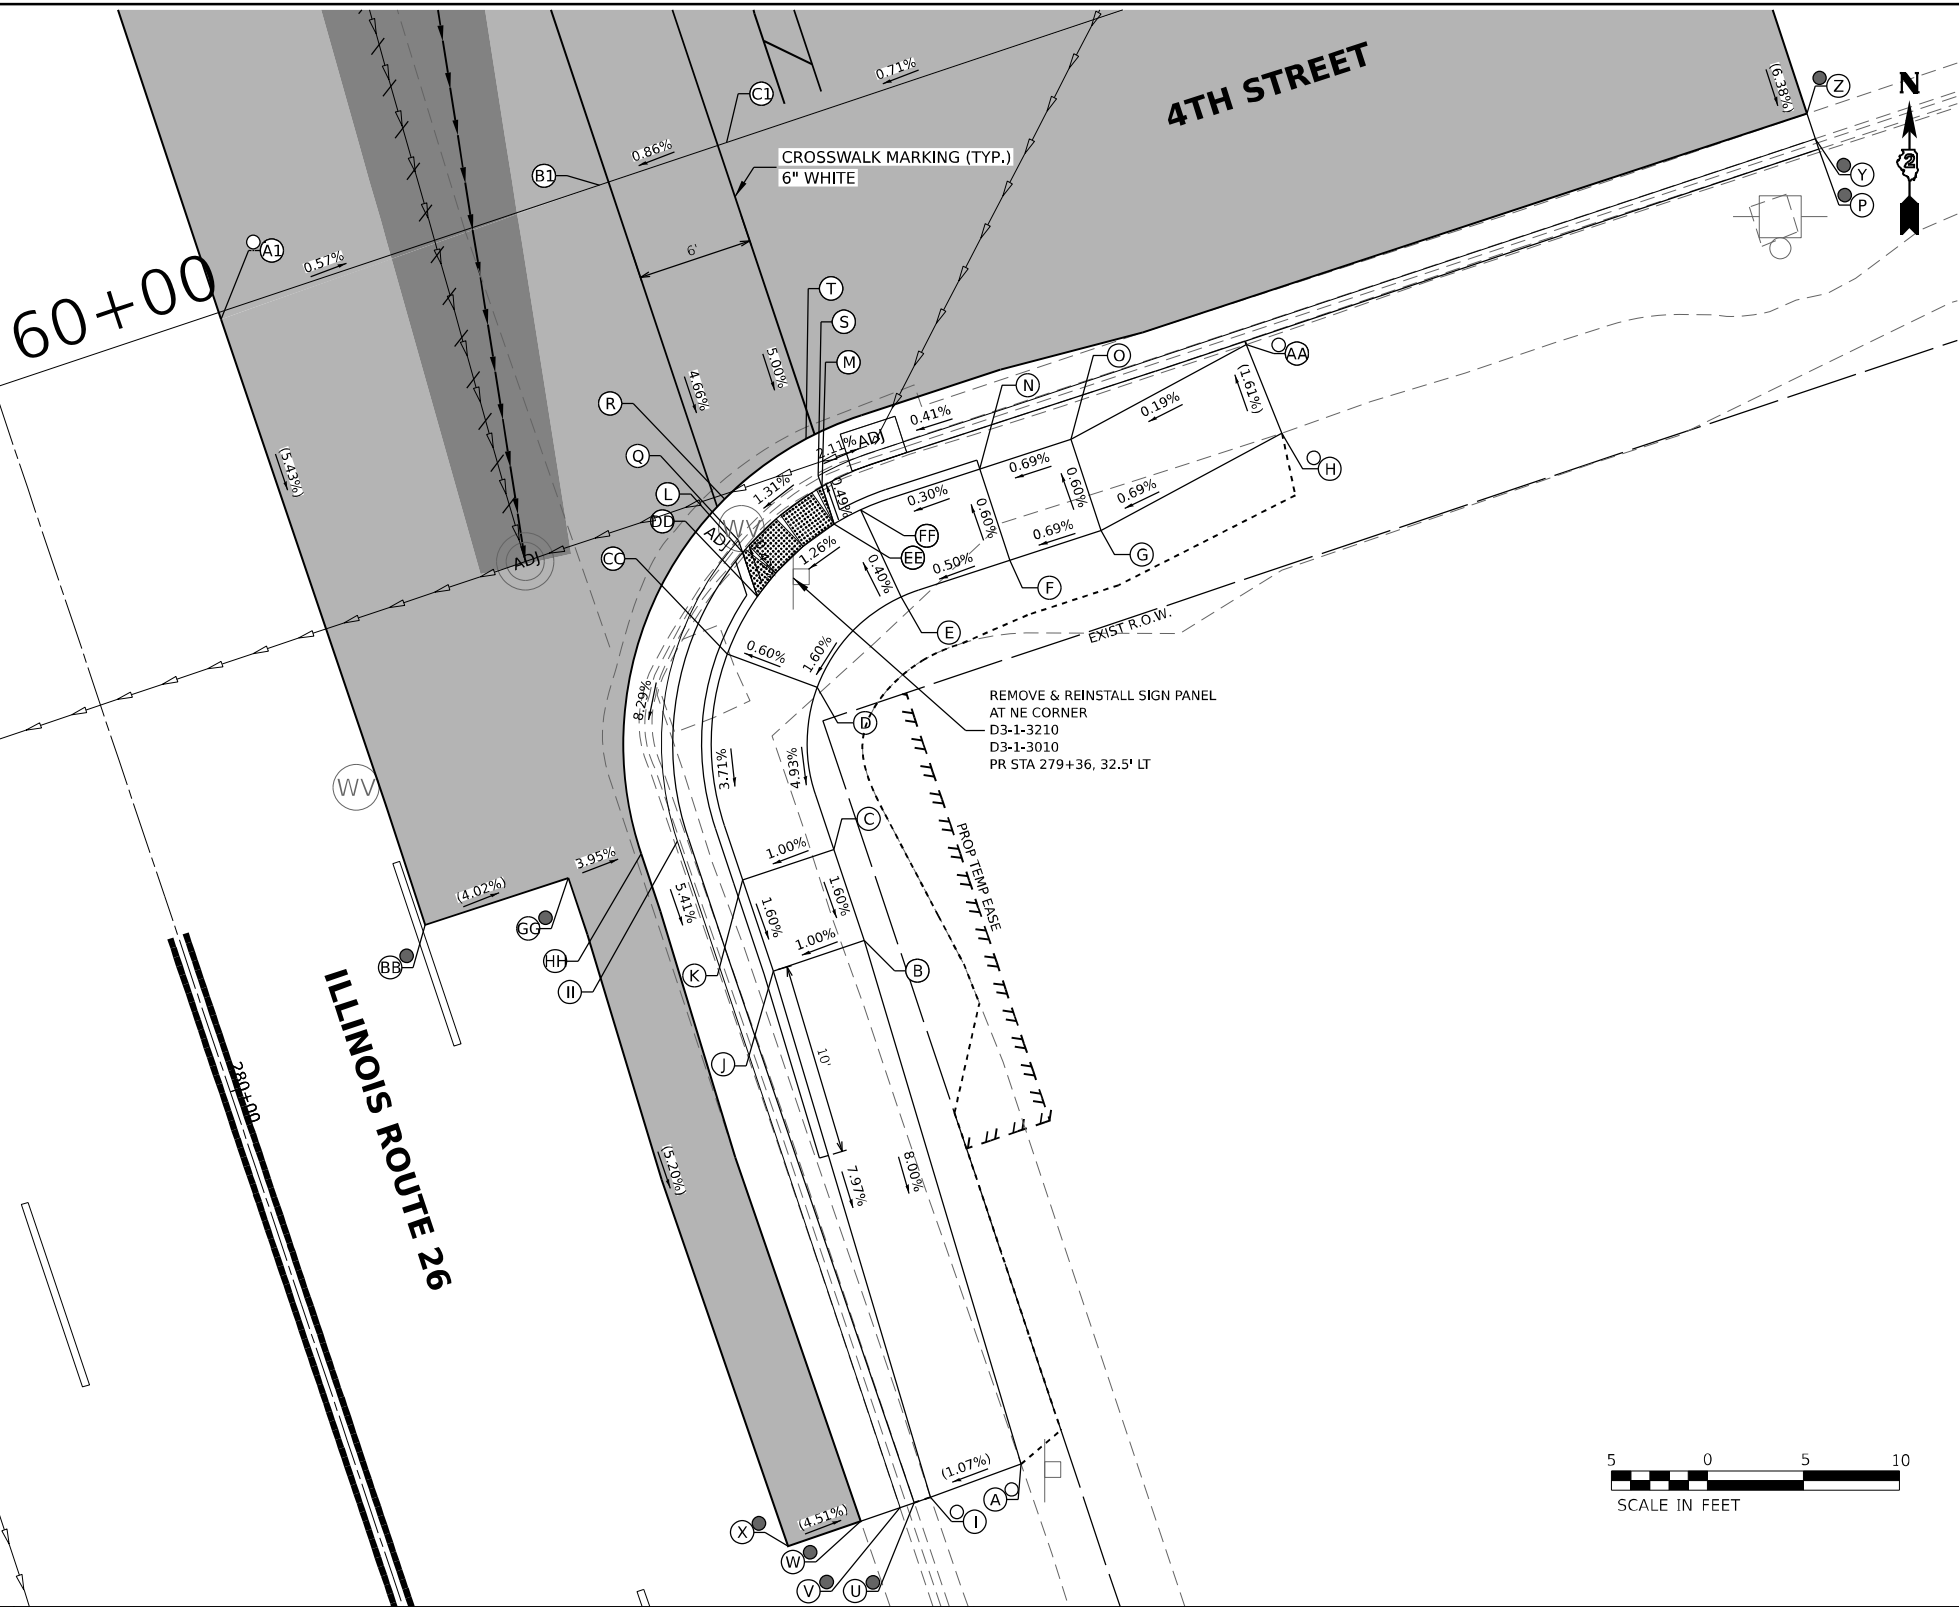 4TH STREET
(6.38%)
Z
N
2
Y
P
0.71%
C1
0.86%
CROSSWALK MARKING (TYP.)
6" WHITE
B1
A1
0.57%
60+00
6'
T
S
M
5.00%
4.66%
(5.43%)
R
Q
L
DD
CC
O
N
AA
0.41%
ADJ
2.11%
0.19%
(1.61%)
H
1.31%
0.49%
0.69%
0.60%
0.69%
0.30%
0.60%
0.69%
WV
ADJ
ADJ
FF
EE
1.26%
0.50%
0.40%
G
F
E
EXIST R.O.W.
0.60%
1.60%
8.29%
D
REMOVE & REINSTALL SIGN PANEL
AT NE CORNER
D3-1-3210
D3-1-3010
PR STA 279+36, 32.5' LT
3.71%
4.93%
WV
C
PROP TEMP EASE
1.00%
3.95%
(4.02%)
5.41%
1.60%
1.60%
1.00%
GG
BB
HH
II
K
B
J
10'
ILLINOIS ROUTE 26
280+00
(5.20%)
7.97%
8.00%
(1.07%)
A
I
(4.51%)
X
W
V
U
5 0 5 10
SCALE IN FEET